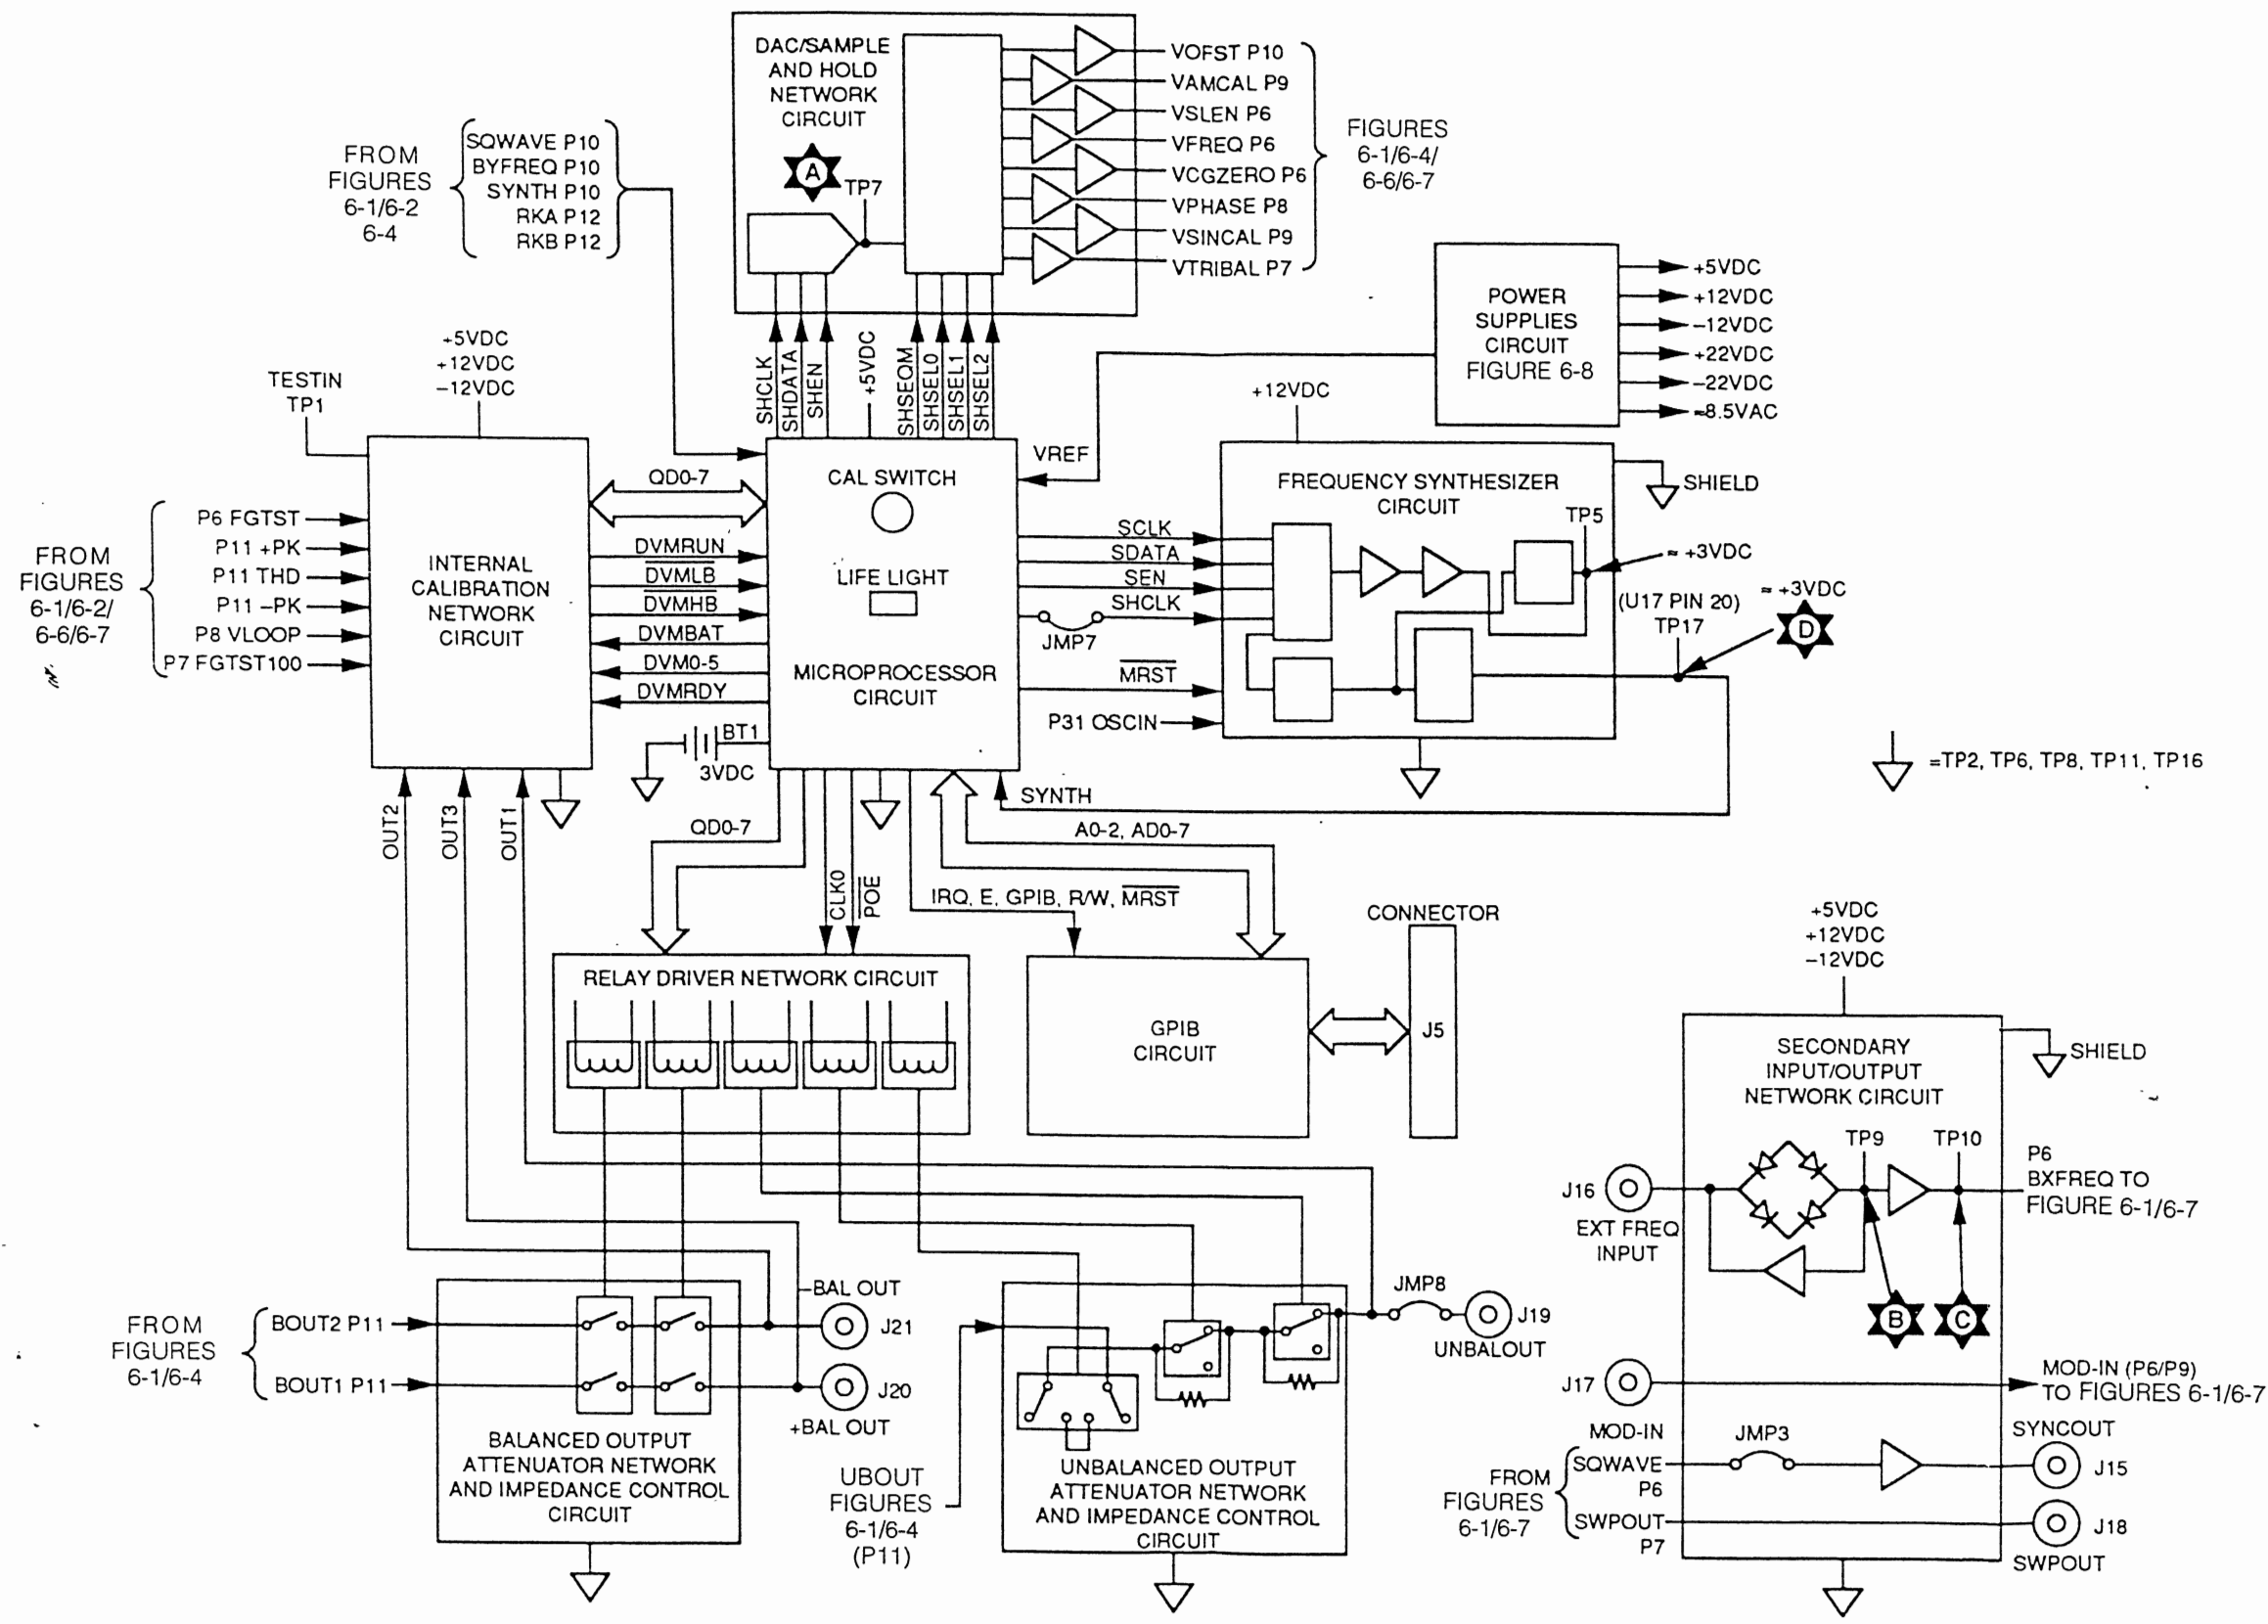 DAC/SAMPLE
AND HOLD
NETWORK
CIRCUIT
A
TP7
VOFST P10
VAMCAL P9
VSLEN P6
VFREQ P6
VCGZERO P6
VPHASE P8
VSINCAL P9
VTRIBAL P7
FIGURES
6-1/6-4/
6-6/6-7
FROM
FIGURES
6-1/6-2
6-4
SQWAVE P10
BYFREQ P10
SYNTH P10
RKA P12
RKB P12
SHCLK
SHDATA
SHEN
+5VDC
SHSEQM
SHSEL0
SHSEL1
SHSEL2
POWER
SUPPLIES
CIRCUIT
FIGURE 6-8
+5VDC
+12VDC
−12VDC
+22VDC
−22VDC
≈8.5VAC
TESTIN
TP1
+5VDC
+12VDC
−12VDC
FROM
FIGURES
6-1/6-2/
6-6/6-7
P6 FGTST
P11 +PK
P11 THD
P11 −PK
P8 VLOOP
P7 FGTST100
INTERNAL
CALIBRATION
NETWORK
CIRCUIT
QD0-7
DVMRUN
DVMLB
DVMHB
DVMBAT
DVM0-5
DVMRDY
BT1
3VDC
CAL SWITCH
LIFE LIGHT
MICROPROCESSOR
CIRCUIT
VREF
SCLK
SDATA
SEN
SHCLK
JMP7
MRST
P31 OSCIN
+12VDC
FREQUENCY SYNTHESIZER
CIRCUIT
SHIELD
TP5
≈ +3VDC
(U17 PIN 20)
TP17
≈ +3VDC
D
=TP2, TP6, TP8, TP11, TP16
SYNTH
OUT2
OUT3
OUT1
QD0-7
CLK0
POE
A0-2, AD0-7
IRQ, E, GPIB, R/W, MRST
RELAY DRIVER NETWORK CIRCUIT
GPIB
CIRCUIT
CONNECTOR
J5
+5VDC
+12VDC
−12VDC
SECONDARY
INPUT/OUTPUT
NETWORK CIRCUIT
SHIELD
TP9
TP10
J16
EXT FREQ
INPUT
P6
BXFREQ TO
FIGURE 6-1/6-7
B
C
J17
MOD-IN
MOD-IN (P6/P9)
TO FIGURES 6-1/6-7
FROM
FIGURES
6-1/6-7
SQWAVE
P6
SWPOUT
P7
JMP3
SYNCOUT
J15
J18
SWPOUT
FROM
FIGURES
6-1/6-4
BOUT2 P11
BOUT1 P11
−BAL OUT
J21
J20
+BAL OUT
BALANCED OUTPUT
ATTENUATOR NETWORK
AND IMPEDANCE CONTROL
CIRCUIT
UBOUT
FIGURES
6-1/6-4
(P11)
UNBALANCED OUTPUT
ATTENUATOR NETWORK
AND IMPEDANCE CONTROL
CIRCUIT
JMP8
J19
UNBALOUT